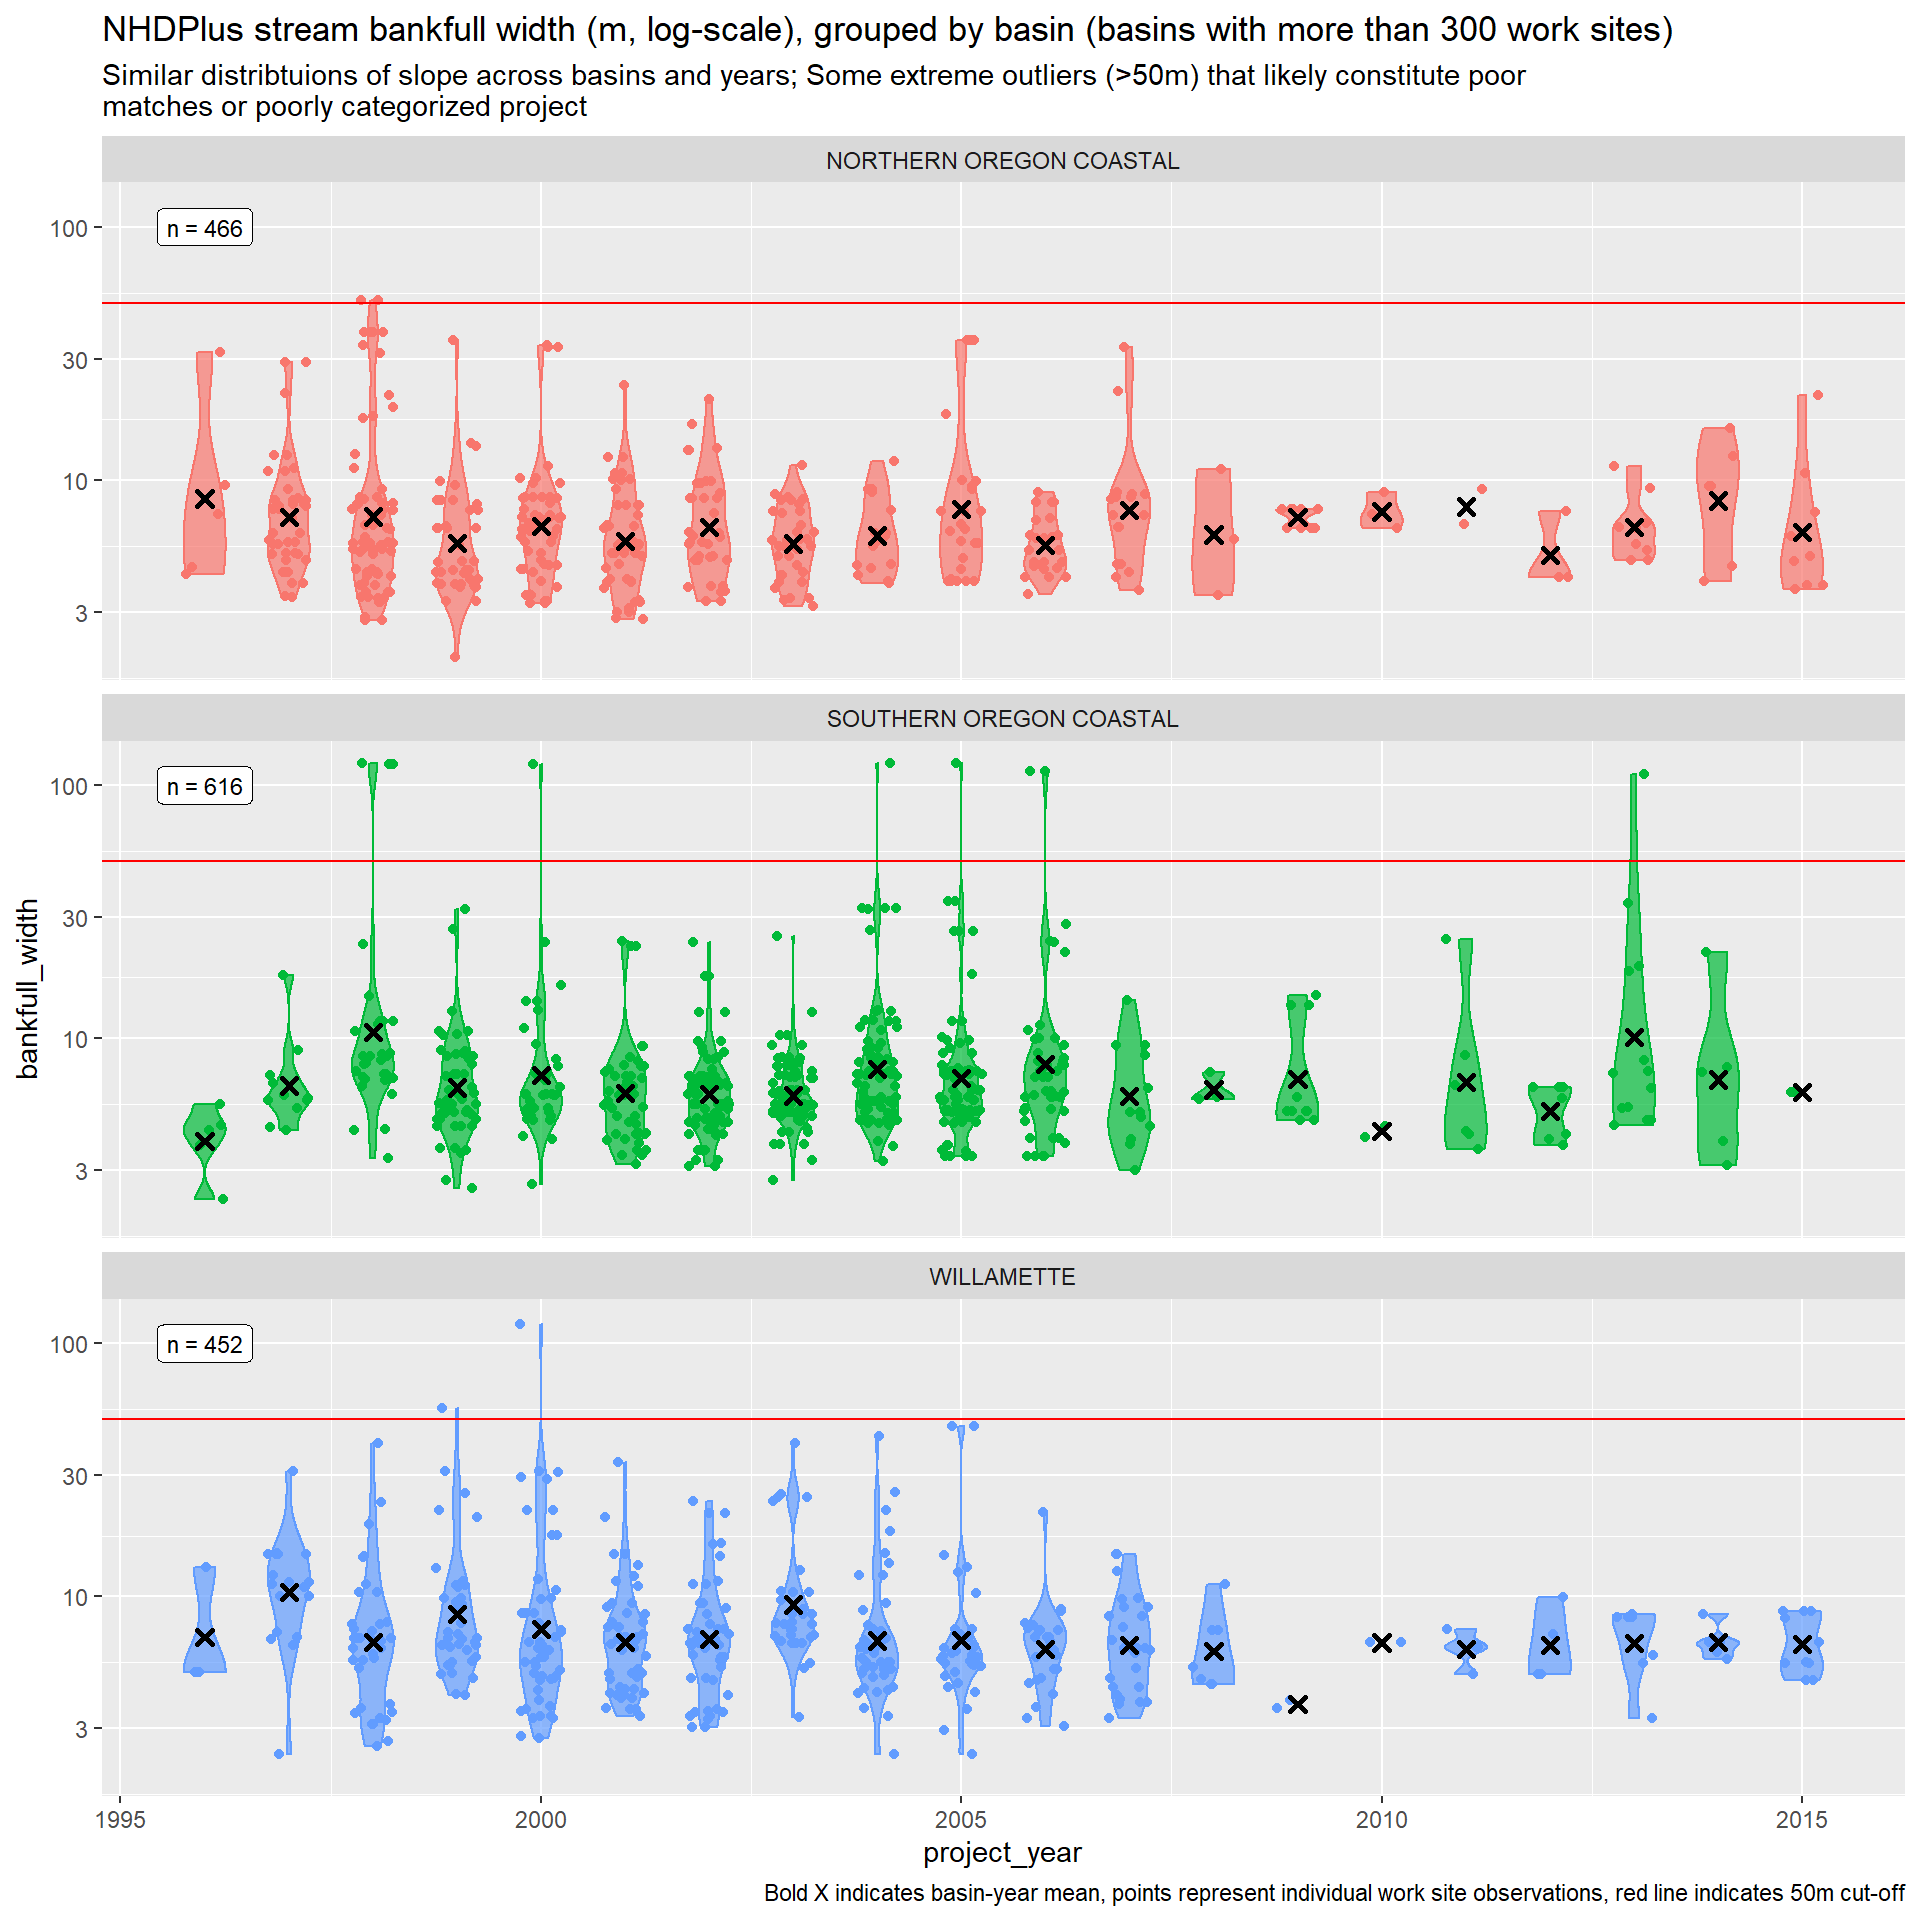 NHDPlus stream bankfull width (m, log-scale), grouped by basin (basins with more than 300 work sites)
Similar distribtuions of slope across basins and years; Some extreme outliers (>50m) that likely constitute poor
matches or poorly categorized project
NORTHERN OREGON COASTAL
n = 466
100
30
10
3
SOUTHERN OREGON COASTAL
n = 616
100
30
10
3
bankfull_width
WILLAMETTE
n = 452
100
30
10
3
1995 2000 2005 2010 2015
project_year
Bold X indicates basin-year mean, points represent individual work site observations, red line indicates 50m cut-off